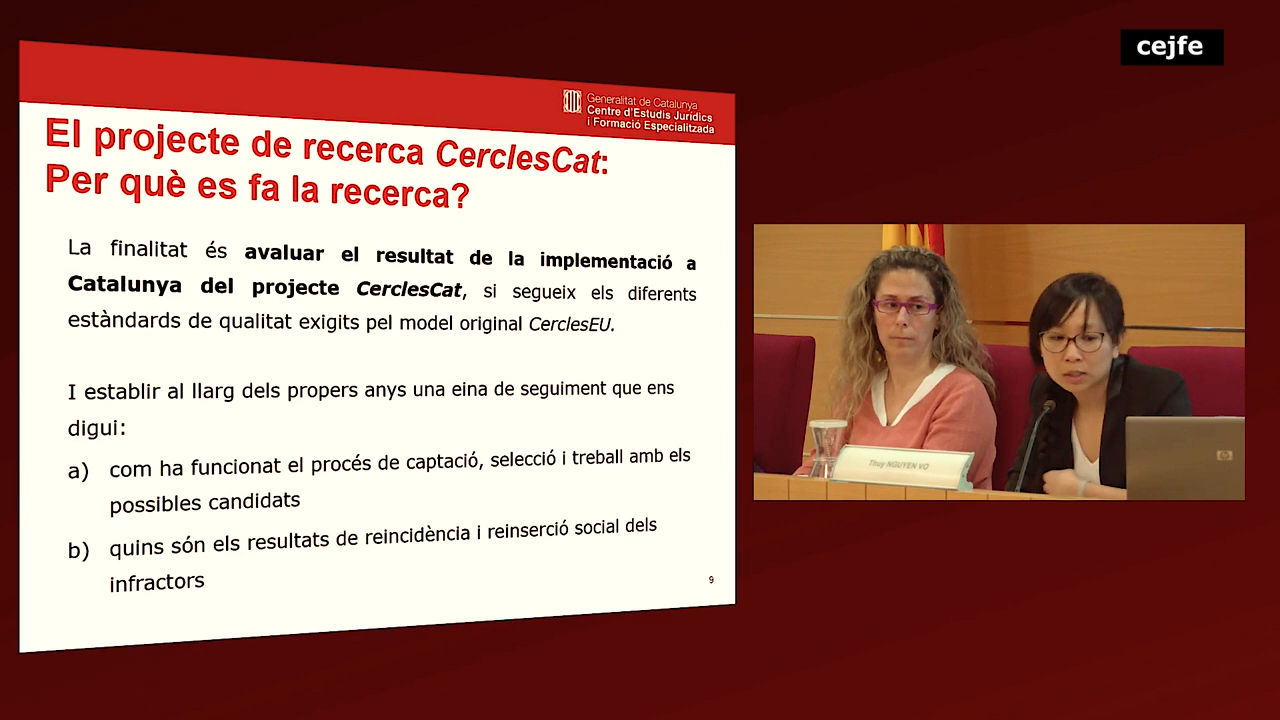 cejfe
Generalitat de Catalunya
Centre d'Estudis Jurídics
i Formació Especialitzada
El projecte de recerca CerclesCat:
Per què es fa la recerca?
La finalitat és avaluar el resultat de la implementació a
Catalunya del projecte CerclesCat, si segueix els diferents
estàndards de qualitat exigits pel model original CerclesEU.
I establir al llarg dels propers anys una eina de seguiment que ens
digui:
a) com ha funcionat el procés de captació, selecció i treball amb els
possibles candidats
b) quins són els resultats de reincidència i reinserció social dels
infractors
9
Thuy NGUYEN VO
hp